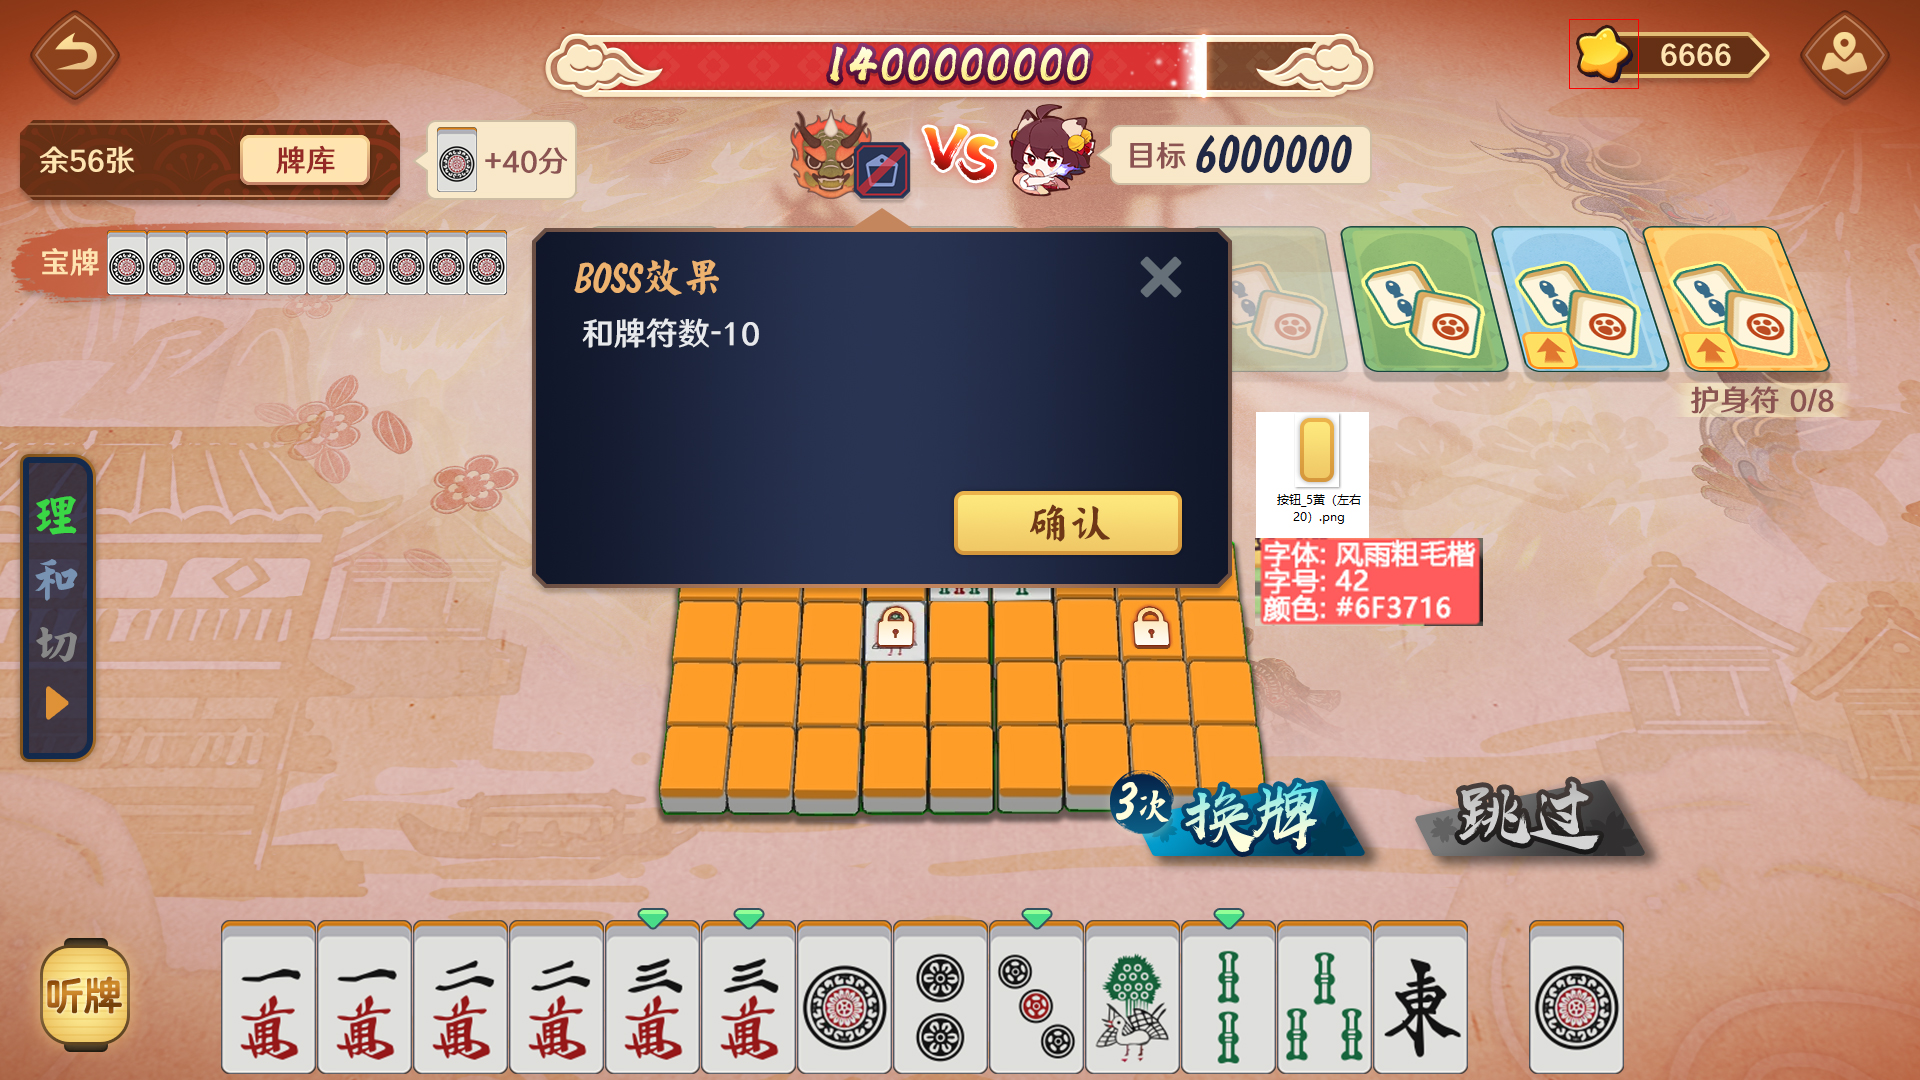 1400000000
6666
余56张
牌库
+40分
VS
目标 6000000
宝牌
BOSS效果
和牌符数-10
确认
护身符 0/8
按钮_5黄（左右
20）.png
字体: 风雨粗毛楷
字号: 42
颜色: #6F3716
理
和
切
3次
换牌
跳过
听牌
一萬
一萬
二萬
二萬
三萬
三萬
東